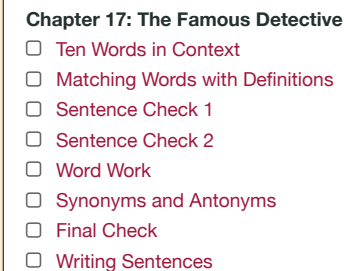 Chapter 17: The Famous Detective
Ten Words in Context
Matching Words with Definitions
Sentence Check 1
Sentence Check 2
Word Work
Synonyms and Antonyms
Final Check
Writing Sentences